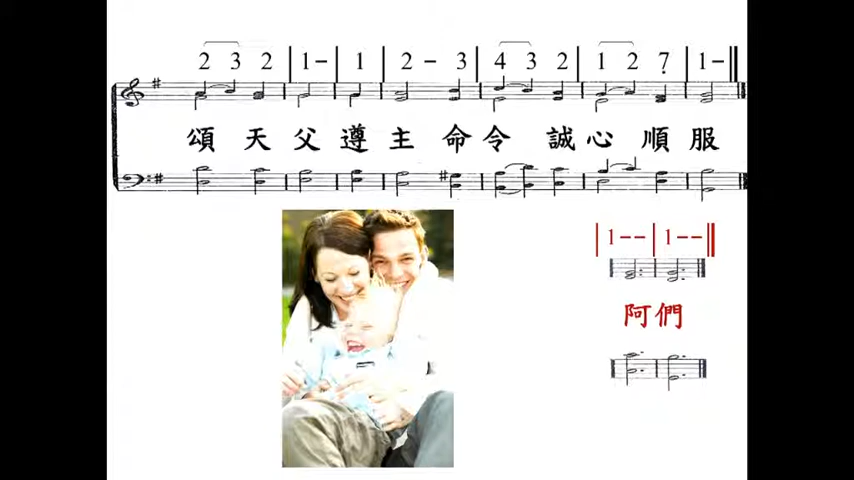 2 3 2 | 1 – | 1 | 2 – 3 | 4 3 2 | 1 2 7̣ | 1 – ‖
頌 天 父 遵 主 命 令 誠 心 順 服
| 1 – – | 1 – – ‖
阿們